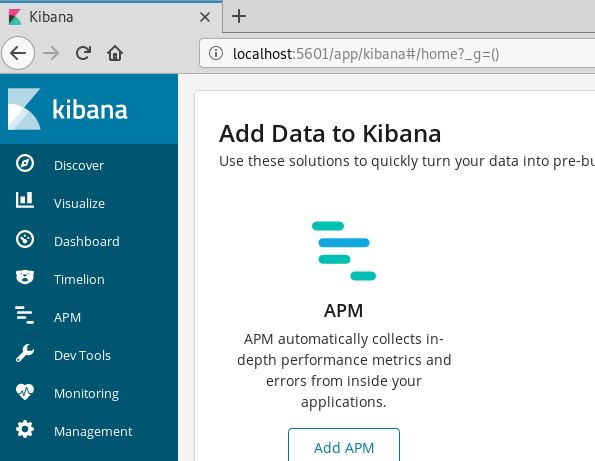 Kibana
localhost:5601/app/kibana#/home?_g=()
kibana
Discover
Visualize
Dashboard
Timelion
APM
Dev Tools
Monitoring
Management
Add Data to Kibana
Use these solutions to quickly turn your data into pre-bu
APM
APM automatically collects in-
depth performance metrics and
errors from inside your
applications.
Add APM